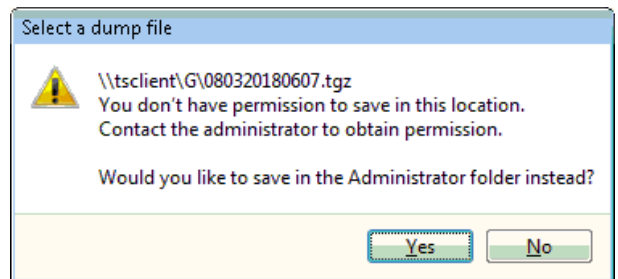 Select a dump file
\\tsclient\G\080320180607.tgz
You don't have permission to save in this location.
Contact the administrator to obtain permission.
Would you like to save in the Administrator folder instead?
Yes
No